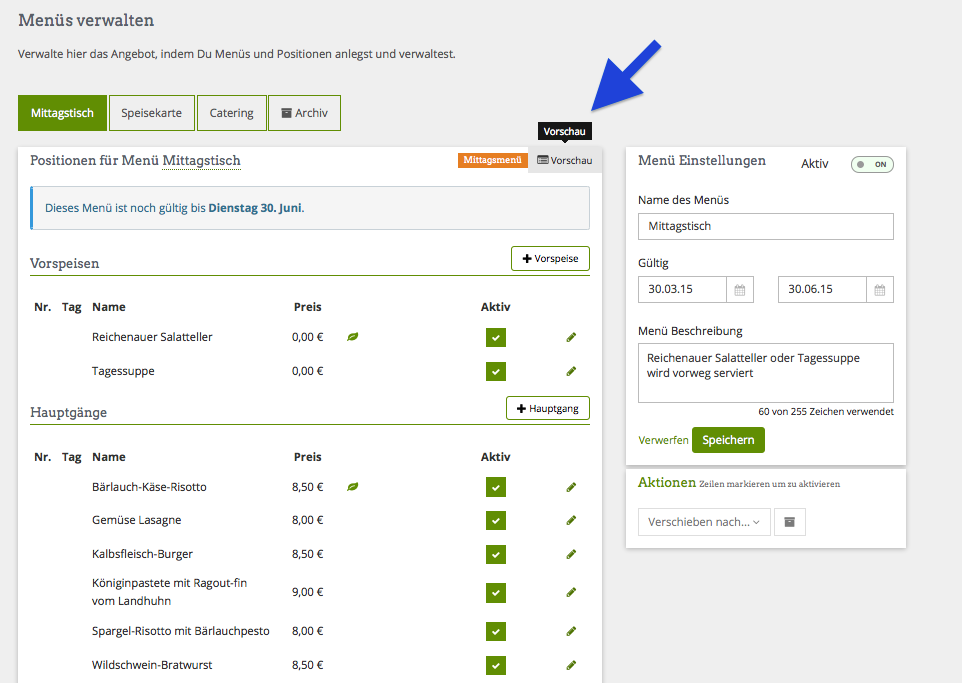 Menüs verwalten
Verwalte hier das Angebot, indem Du Menüs und Positionen anlegst und verwaltest.
Mittagstisch Speisekarte Catering Archiv
Vorschau
Positionen für Menü Mittagstisch Mittagsmenü Vorschau
Dieses Menü ist noch gültig bis Dienstag 30. Juni.
Vorspeisen + Vorspeise
Nr. Tag Name Preis Aktiv
Reichenauer Salatteller 0,00 €
Tagessuppe 0,00 €
Hauptgänge + Hauptgang
Nr. Tag Name Preis Aktiv
Bärlauch-Käse-Risotto 8,50 €
Gemüse Lasagne 8,00 €
Kalbsfleisch-Burger 8,50 €
Königinpastete mit Ragout-fin
vom Landhuhn 9,00 €
Spargel-Risotto mit Bärlauchpesto 8,00 €
Wildschwein-Bratwurst 8,50 €
Menü Einstellungen Aktiv ON
Name des Menüs
Mittagstisch
Gültig
30.03.15 30.06.15
Menü Beschreibung
Reichenauer Salatteller oder Tagessuppe
wird vorweg serviert
60 von 255 Zeichen verwendet
Verwerfen Speichern
Aktionen Zeilen markieren um zu aktivieren
Verschieben nach...